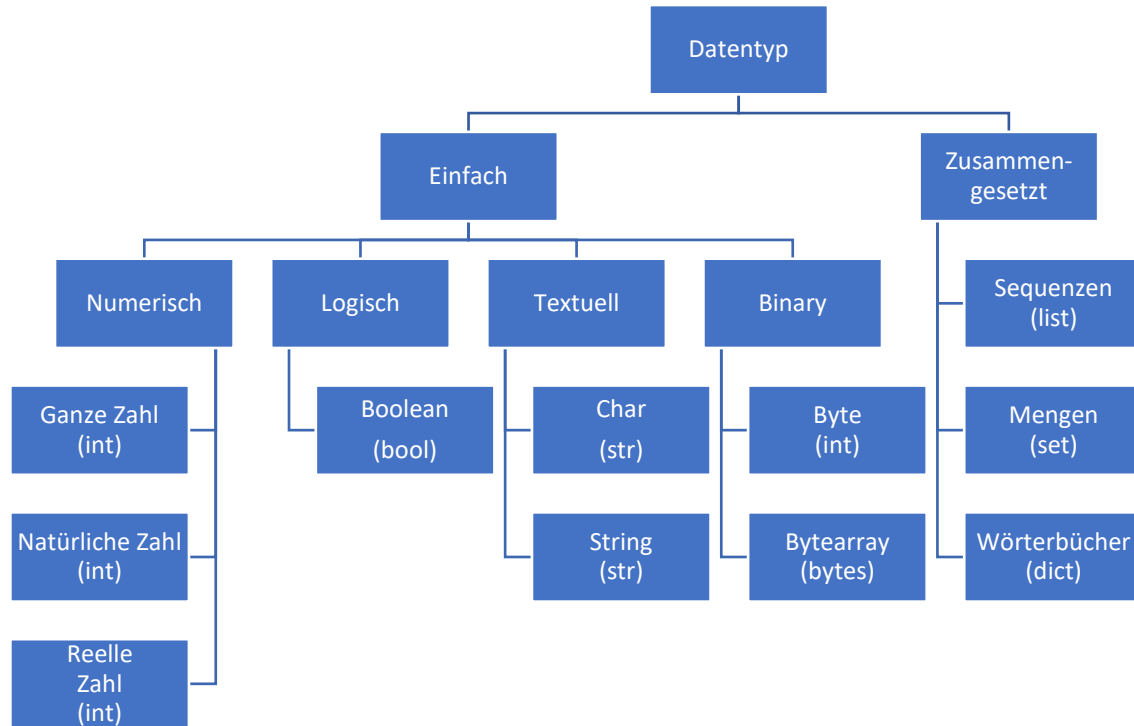 Datentyp
Einfach
Zusammen-
gesetzt
Numerisch
Logisch
Textuell
Binary
Sequenzen
(list)
Ganze Zahl
(int)
Boolean
(bool)
Char
(str)
Byte
(int)
Mengen
(set)
Natürliche Zahl
(int)
String
(str)
Bytearray
(bytes)
Wörterbücher
(dict)
Reelle
Zahl
(int)